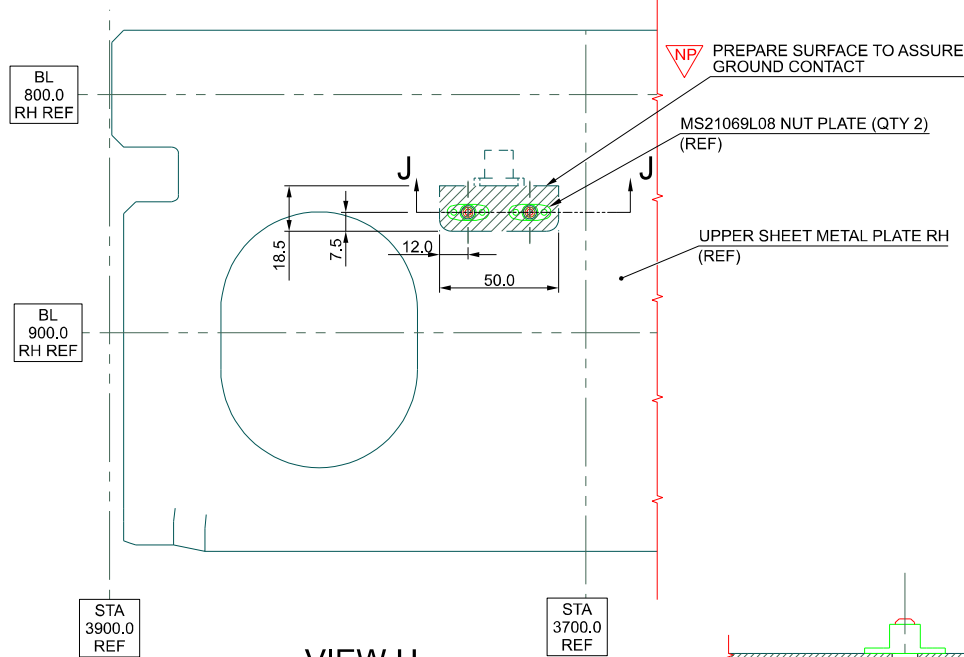 NP
PREPARE SURFACE TO ASSURE
GROUND CONTACT
BL
800.0
RH REF
MS21069L08 NUT PLATE (QTY 2)
(REF)
J
J
18.5
7.5
12.0
50.0
UPPER SHEET METAL PLATE RH
(REF)
BL
900.0
RH REF
STA
3900.0
REF
STA
3700.0
REF
VIEW H